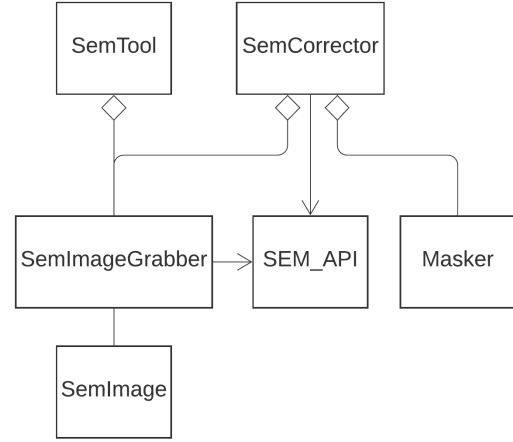 SemTool
SemCorrector
SemImageGrabber
SEM_API
Masker
SemImage